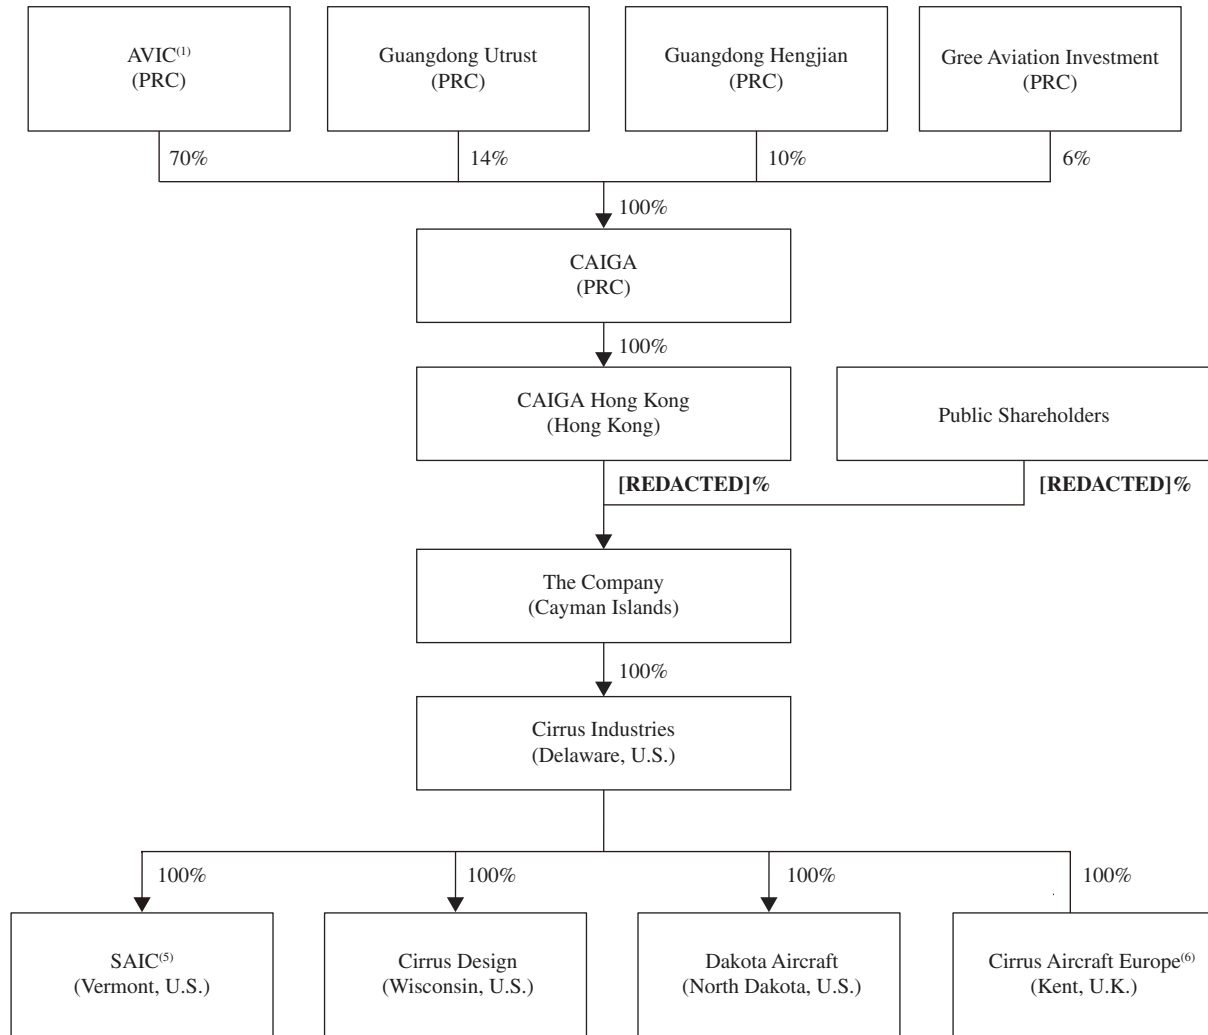 AVIC(1)
(PRC)
Guangdong Utrust
(PRC)
Guangdong Hengjian
(PRC)
Gree Aviation Investment
(PRC)
70%
14%
10%
6%
100%
CAIGA
(PRC)
100%
CAIGA Hong Kong
(Hong Kong)
Public Shareholders
[REDACTED]%
[REDACTED]%
The Company
(Cayman Islands)
100%
Cirrus Industries
(Delaware, U.S.)
100%
100%
100%
100%
SAIC(5)
(Vermont, U.S.)
Cirrus Design
(Wisconsin, U.S.)
Dakota Aircraft
(North Dakota, U.S.)
Cirrus Aircraft Europe(6)
(Kent, U.K.)